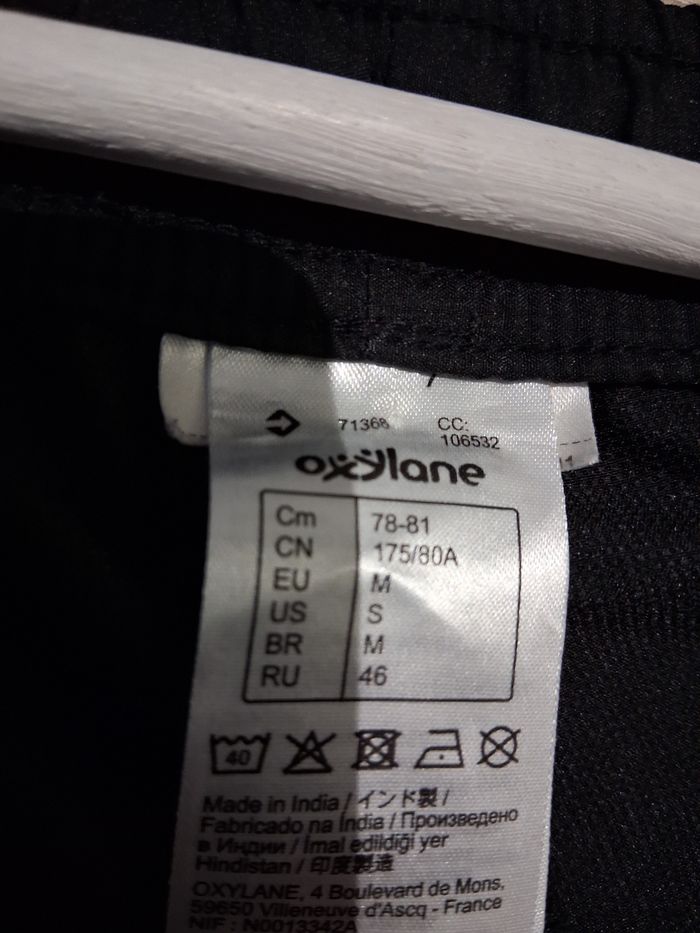 71368 CC:
106532
oxylane
Cm 78-81
CN 175/80A
EU M
US S
BR M
RU 46
40
Made in India / インド製 /
Fabricado na Índia / Произведено
в Индии / İmal edildiği yer
Hindistan / 印度製造
OXYLANE, 4 Boulevard de Mons,
59650 Villeneuve d'Ascq - France
NIF : N0013342A